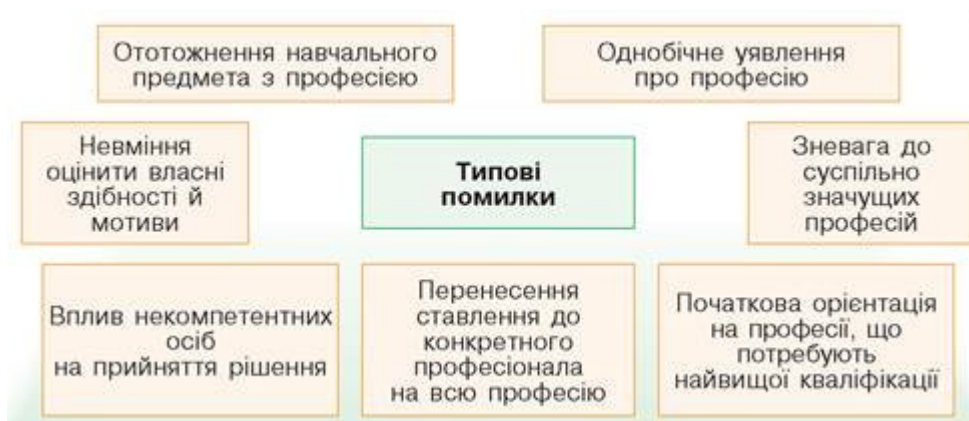 Ототожнення навчального
предмета з професією
Однобічне уявлення
про професію
Невміння
оцінити власні
здібності й
мотиви
Типові
помилки
Зневага до
суспільно
значущих
професій
Вплив некомпетентних
осіб
на прийняття рішення
Перенесення
ставлення до
конкретного
професіонала
на всю професію
Початкова орієнтація
на професії, що
потребують
найвищої кваліфікації